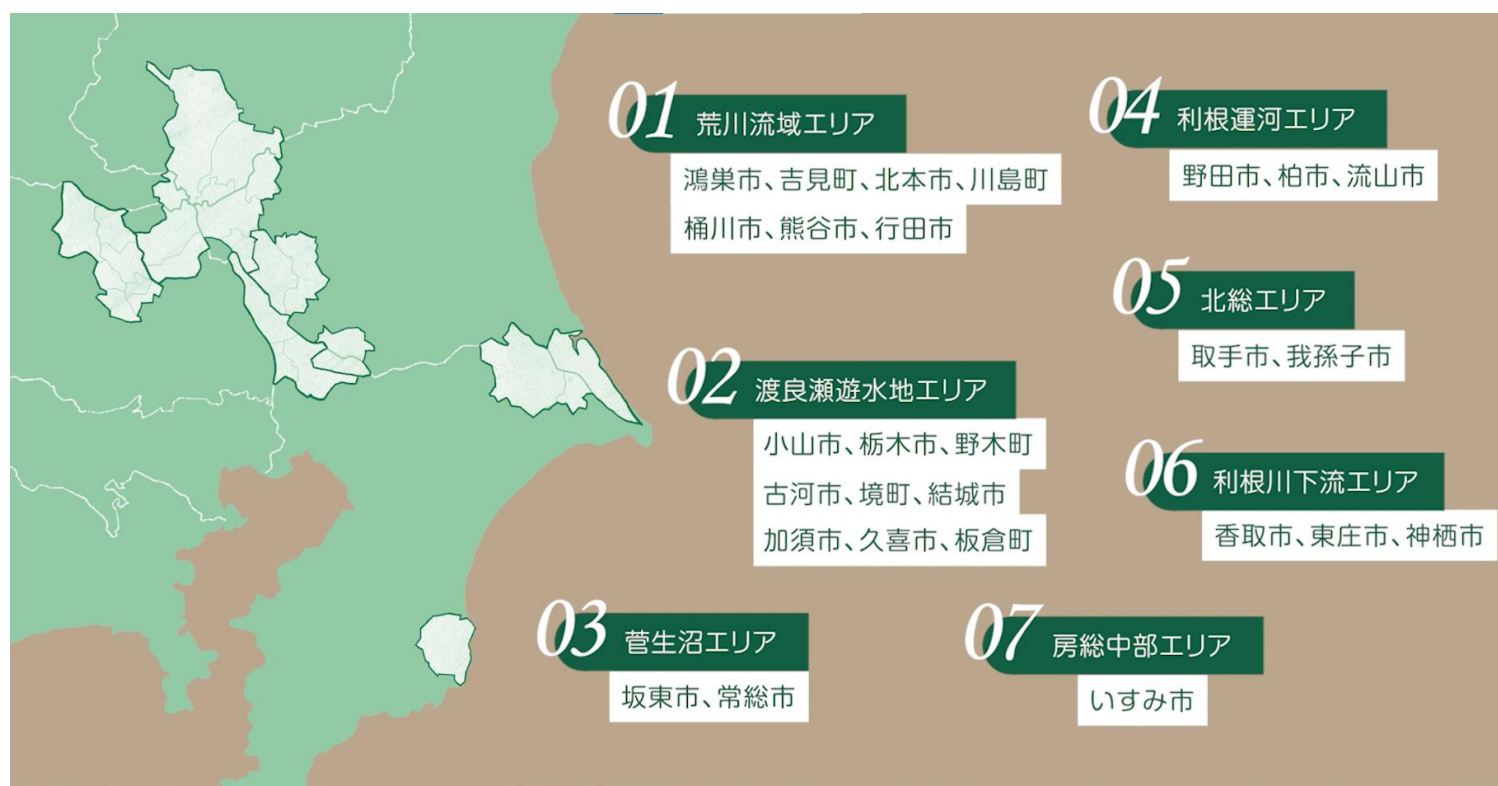 01 荒川流域エリア
鴻巣市、吉見町、北本市、川島町
桶川市、熊谷市、行田市
02 渡良瀬遊水地エリア
小山市、栃木市、野木町
古河市、境町、結城市
加須市、久喜市、板倉町
03 菅生沼エリア
坂東市、常総市
04 利根運河エリア
野田市、柏市、流山市
05 北総エリア
取手市、我孫子市
06 利根川下流エリア
香取市、東庄市、神栖市
07 房総中部エリア
いすみ市